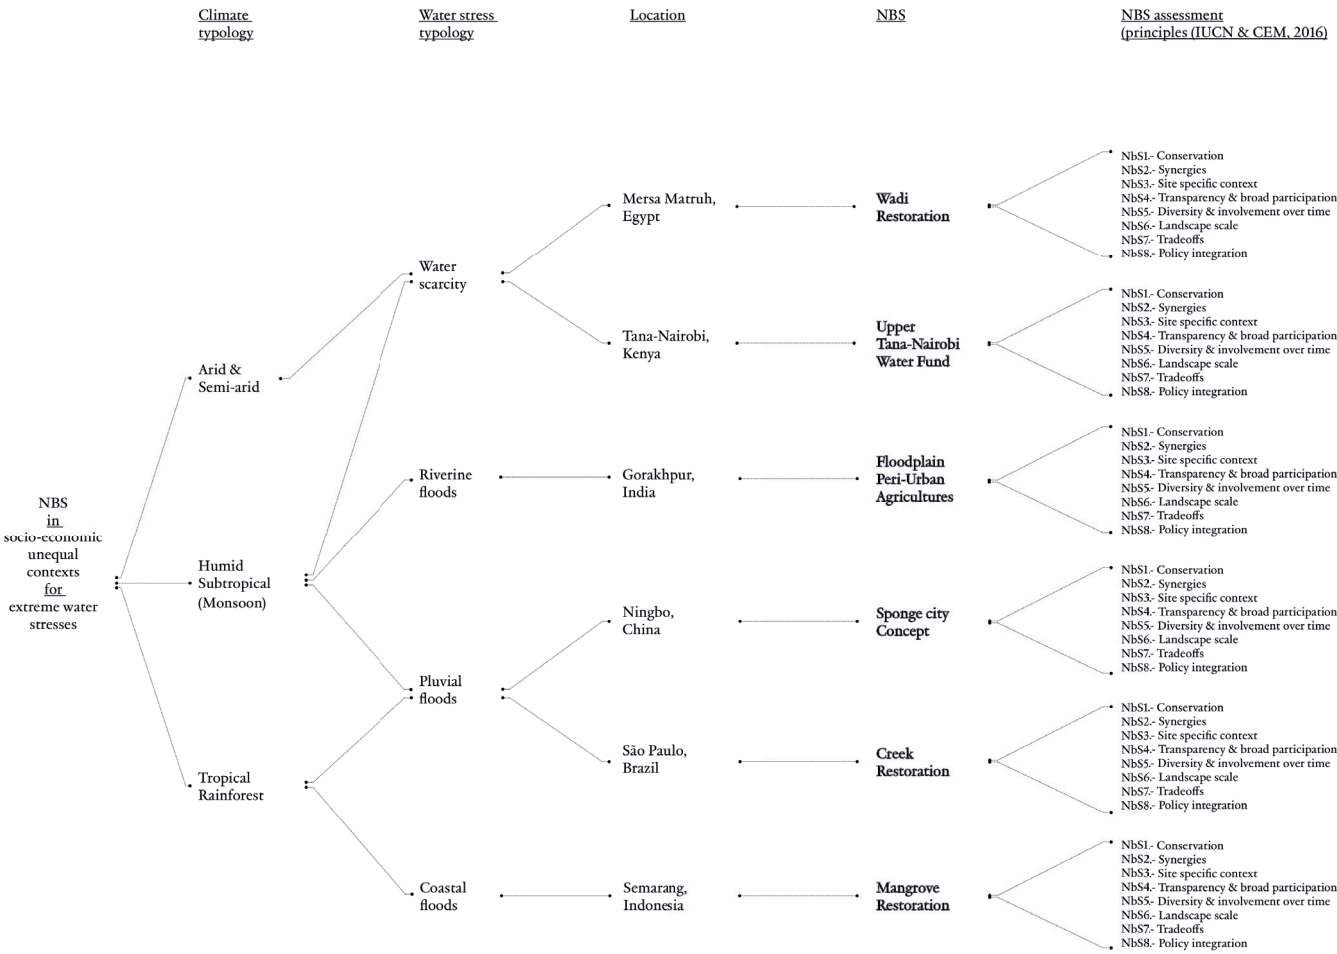 Climate
typology
Water stress
typology
Location
NBS
NBS assessment
(principles (IUCN & CEM, 2016)
NBS
in
socio-economic
unequal
contexts
for
extreme water
stresses
Arid &
Semi-arid
Humid
Subtropical
(Monsoon)
Tropical
Rainforest
Water
scarcity
Riverine
floods
Pluvial
floods
Coastal
floods
Mersa Matruh,
Egypt
Wadi
Restoration
NbS1.- Conservation
NbS2.- Synergies
NbS3.- Site specific context
NbS4.- Transparency & broad participation
NbS5.- Diversity & involvement over time
NbS6.- Landscape scale
NbS7.- Tradeoffs
NbS8.- Policy integration
Tana-Nairobi,
Kenya
Upper
Tana-Nairobi
Water Fund
NbS1.- Conservation
NbS2.- Synergies
NbS3.- Site specific context
NbS4.- Transparency & broad participation
NbS5.- Diversity & involvement over time
NbS6.- Landscape scale
NbS7.- Tradeoffs
NbS8.- Policy integration
Gorakhpur,
India
Floodplain
Peri-Urban
Agricultures
NbS1.- Conservation
NbS2.- Synergies
NbS3.- Site specific context
NbS4.- Transparency & broad participation
NbS5.- Diversity & involvement over time
NbS6.- Landscape scale
NbS7.- Tradeoffs
NbS8.- Policy integration
Ningbo,
China
Sponge city
Concept
NbS1.- Conservation
NbS2.- Synergies
NbS3.- Site specific context
NbS4.- Transparency & broad participation
NbS5.- Diversity & involvement over time
NbS6.- Landscape scale
NbS7.- Tradeoffs
NbS8.- Policy integration
São Paulo,
Brazil
Creek
Restoration
NbS1.- Conservation
NbS2.- Synergies
NbS3.- Site specific context
NbS4.- Transparency & broad participation
NbS5.- Diversity & involvement over time
NbS6.- Landscape scale
NbS7.- Tradeoffs
NbS8.- Policy integration
Semarang,
Indonesia
Mangrove
Restoration
NbS1.- Conservation
NbS2.- Synergies
NbS3.- Site specific context
NbS4.- Transparency & broad participation
NbS5.- Diversity & involvement over time
NbS6.- Landscape scale
NbS7.- Tradeoffs
NbS8.- Policy integration